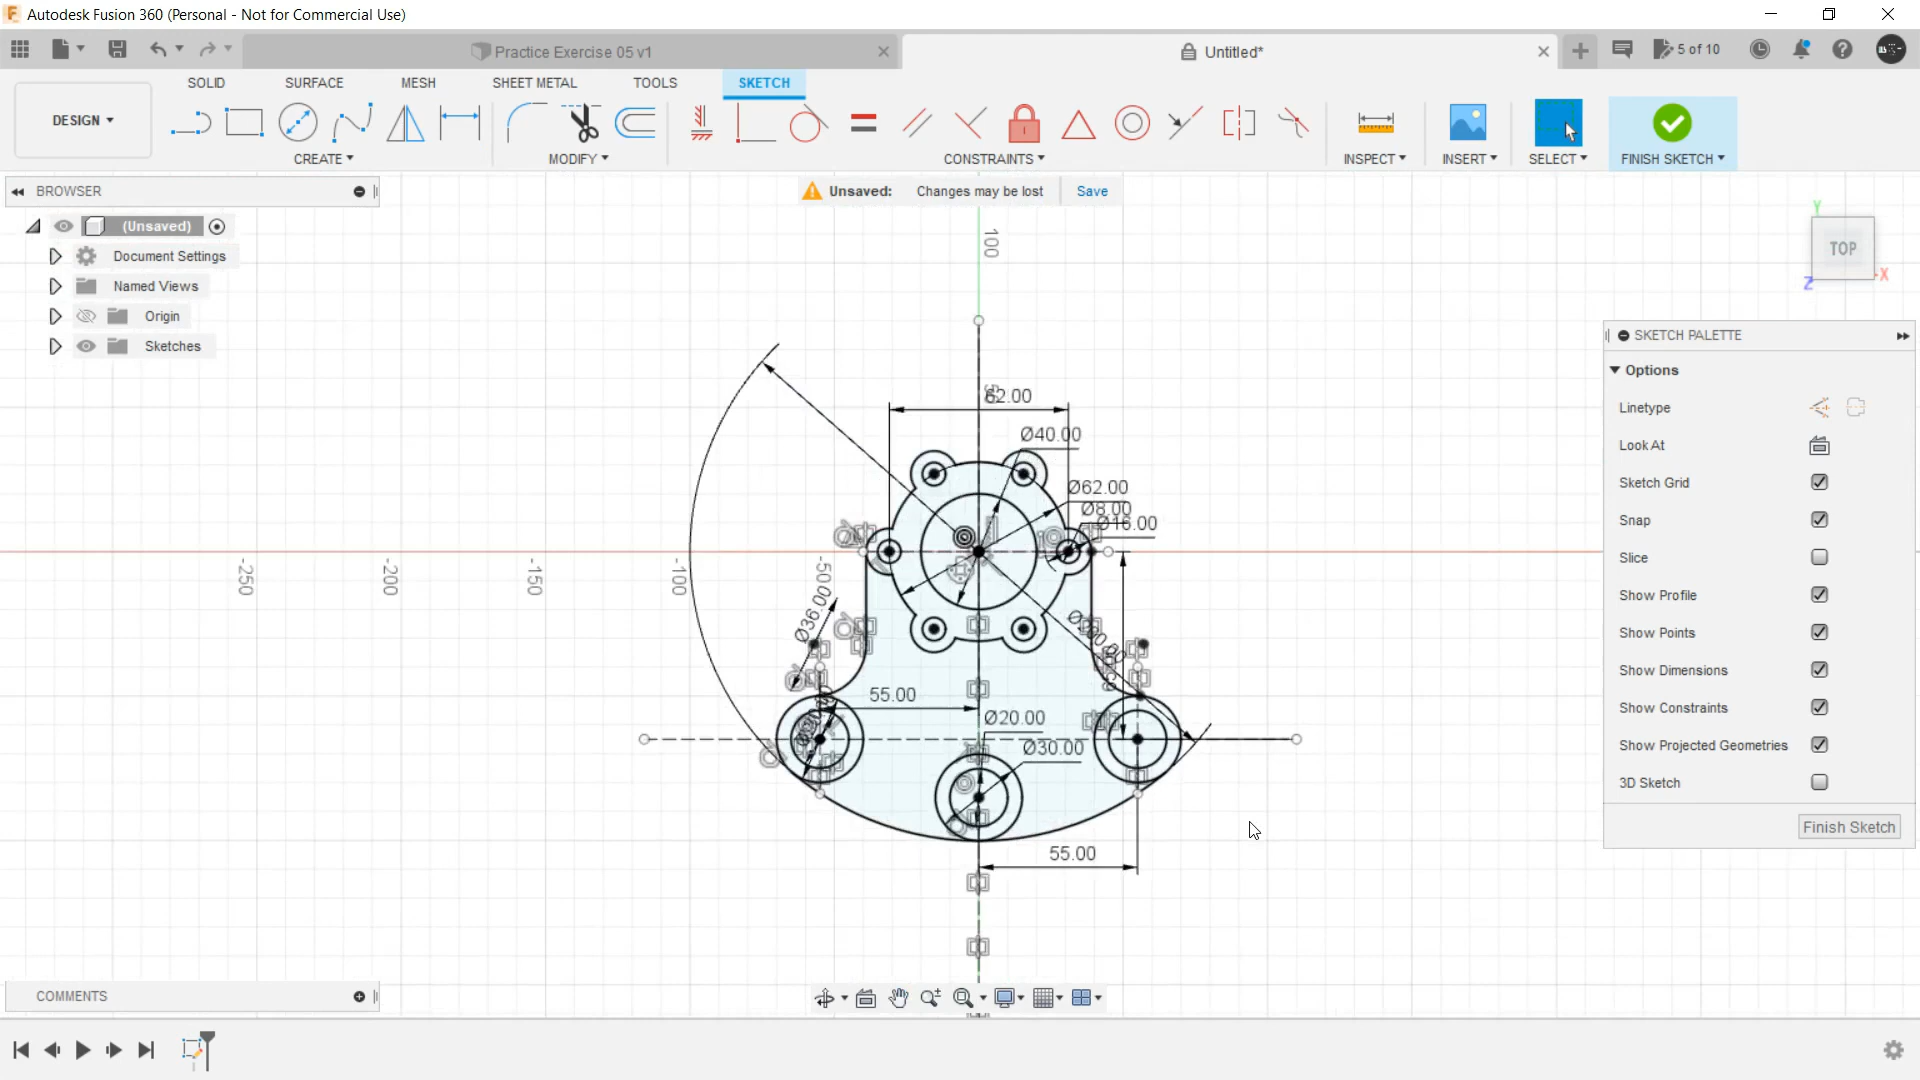 Autodesk Fusion 360 (Personal - Not for Commercial Use)
Practice Exercise 05 v1
Untitled*
5 of 10
SOLID
SURFACE
MESH
SHEET METAL
TOOLS
SKETCH
DESIGN
CREATE
MODIFY
CONSTRAINTS
INSPECT
INSERT
SELECT
FINISH SKETCH
BROWSER
Unsaved: Changes may be lost Save
(Unsaved)
Document Settings
Named Views
Origin
Sketches
TOP
Y
X
Z
SKETCH PALETTE
Options
Linetype
Look At
Sketch Grid
Snap
Slice
Show Profile
Show Points
Show Dimensions
Show Constraints
Show Projected Geometries
3D Sketch
Finish Sketch
100
62.00
Ø40.00
Ø62.00
Ø8.00
Ø16.00
-250
-200
-150
-100
-50
Ø36.00
55.00
Ø20.00
Ø30.00
55.00
COMMENTS